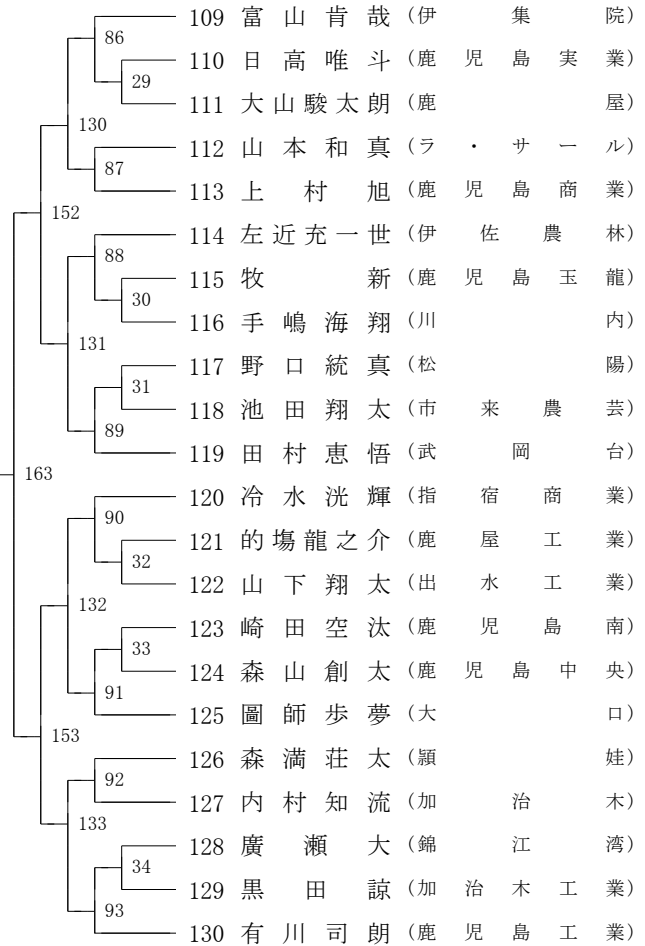 109 富山肯哉 (伊集院)
86
110 日高唯斗 (鹿児島実業)
29
111 大山駿太朗 (鹿屋)
130
112 山本和真 (ラ・サール)
87
113 上村旭 (鹿児島商業)
152
114 左近充一世 (伊佐農林)
88
115 牧新 (鹿児島玉龍)
30
116 手嶋海翔 (川内)
131
117 野口統真 (松陽)
31
118 池田翔太 (市来農芸)
89
119 田村恵悟 (武岡台)
163
120 冷水洸輝 (指宿商業)
90
121 的塲龍之介 (鹿屋工業)
32
122 山下翔太 (出水工業)
132
123 崎田空汰 (鹿児島南)
33
124 森山創太 (鹿児島中央)
91
125 圖師歩夢 (大口)
153
126 森満荘太 (頴娃)
92
127 内村知流 (加治木)
133
128 廣瀬大 (錦江湾)
34
129 黒田諒 (加治木工業)
93
130 有川司朗 (鹿児島工業)